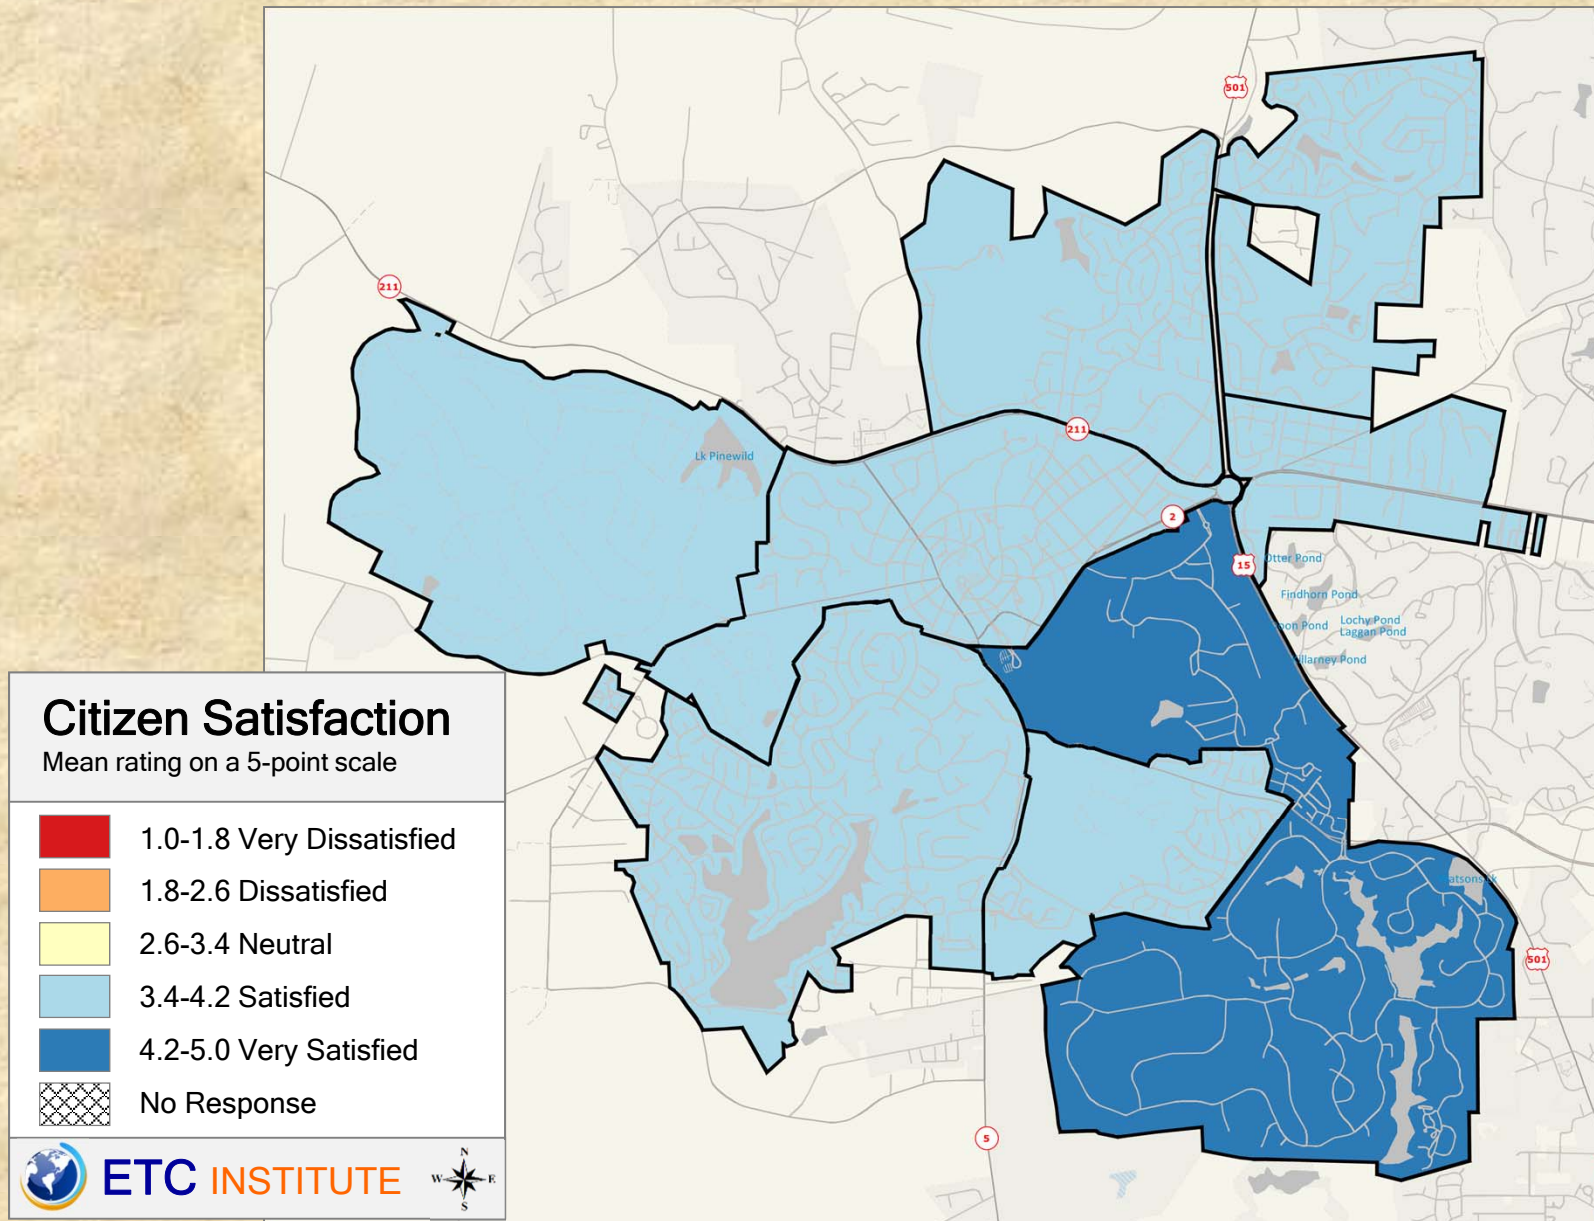 501
211
211
Lk Pinewild
2
15
Otter Pond
Findhorn Pond
Lochy Pond
Laggan Pond
Citizen Satisfaction
Mean rating on a 5-point scale
1.0-1.8 Very Dissatisfied
1.8-2.6 Dissatisfied
2.6-3.4 Neutral
3.4-4.2 Satisfied
4.2-5.0 Very Satisfied
No Response
501
5
ETC INSTITUTE
N
W E
S